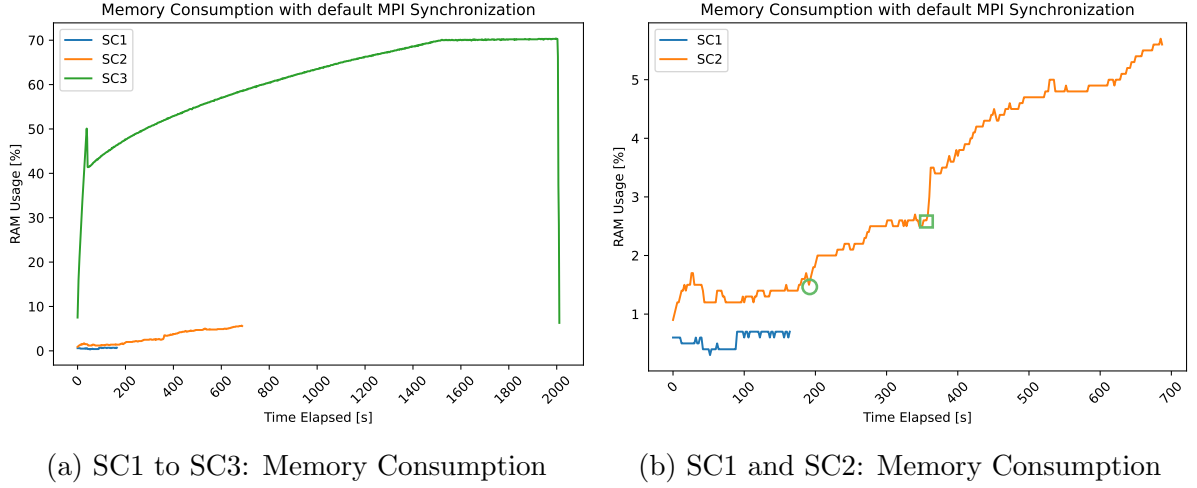 Memory Consumption with default MPI Synchronization
SC1
SC2
SC3
RAM Usage [%]
70
60
50
40
30
20
10
0
0
200
400
600
800
1000
1200
1400
1600
1800
2000
Time Elapsed [s]
(a) SC1 to SC3: Memory Consumption
Memory Consumption with default MPI Synchronization
SC1
SC2
RAM Usage [%]
5
4
3
2
1
0
100
200
300
400
500
600
700
Time Elapsed [s]
(b) SC1 and SC2: Memory Consumption